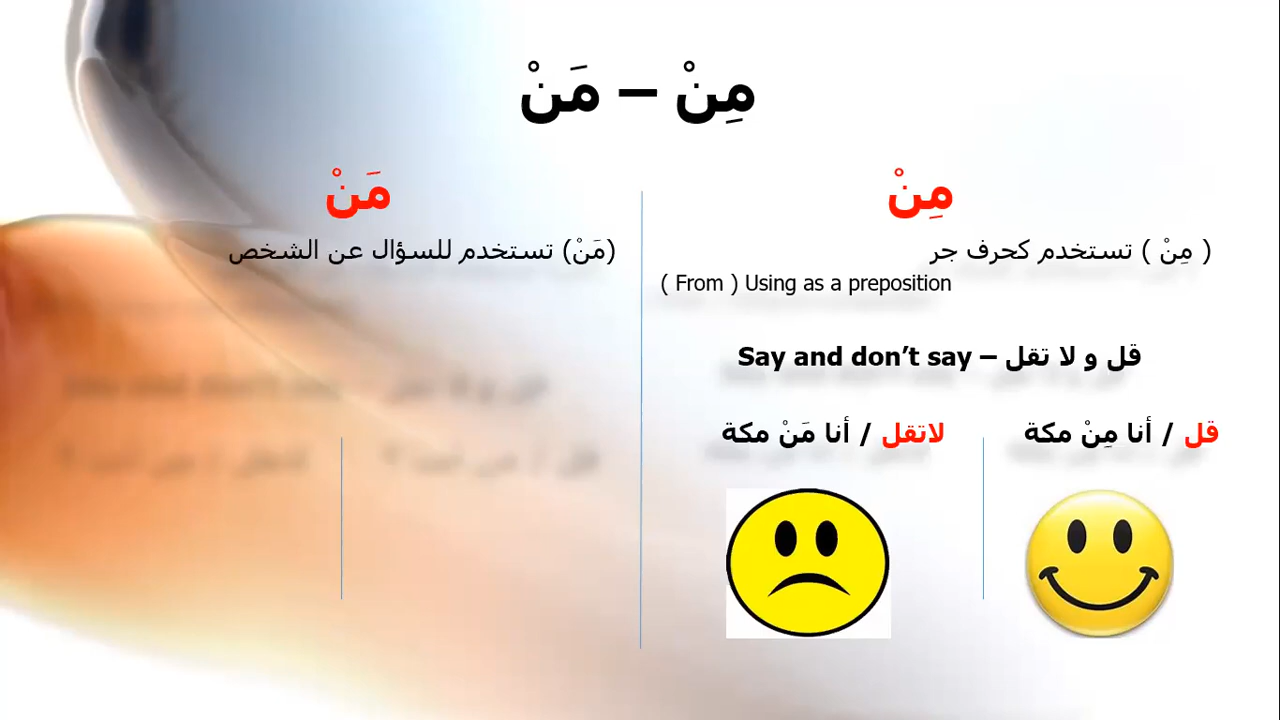 مِنْ – مَنْ
مِنْ
( مِنْ ) تستخدم كحرف جر
( From ) Using as a preposition
Say and don’t say – قل و لا تقل
قل / أنا مِنْ مكة
لاتقل / أنا مَنْ مكة
مَنْ
(مَنْ) تستخدم للسؤال عن الشخص